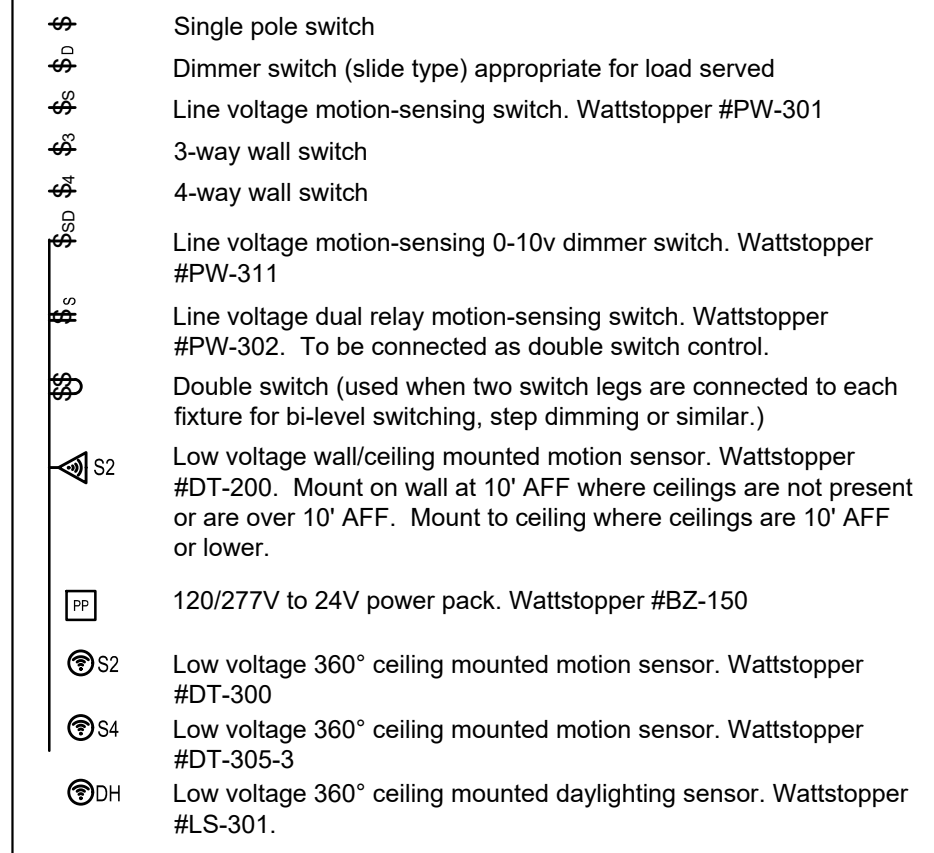 $ Single pole switch
$ D Dimmer switch (slide type) appropriate for load served
$ S Line voltage motion-sensing switch. Wattstopper #PW-301
$ 3 3-way wall switch
$ 4 4-way wall switch
$ SD Line voltage motion-sensing 0-10v dimmer switch. Wattstopper
#PW-311
$ S Line voltage dual relay motion-sensing switch. Wattstopper
#PW-302. To be connected as double switch control.
$$ Double switch (used when two switch legs are connected to each
fixture for bi-level switching, step dimming or similar.)
S2 Low voltage wall/ceiling mounted motion sensor. Wattstopper
#DT-200. Mount on wall at 10' AFF where ceilings are not present
or are over 10' AFF. Mount to ceiling where ceilings are 10' AFF
or lower.
PP 120/277V to 24V power pack. Wattstopper #BZ-150
S2 Low voltage 360° ceiling mounted motion sensor. Wattstopper
#DT-300
S4 Low voltage 360° ceiling mounted motion sensor. Wattstopper
#DT-305-3
DH Low voltage 360° ceiling mounted daylighting sensor. Wattstopper
#LS-301.